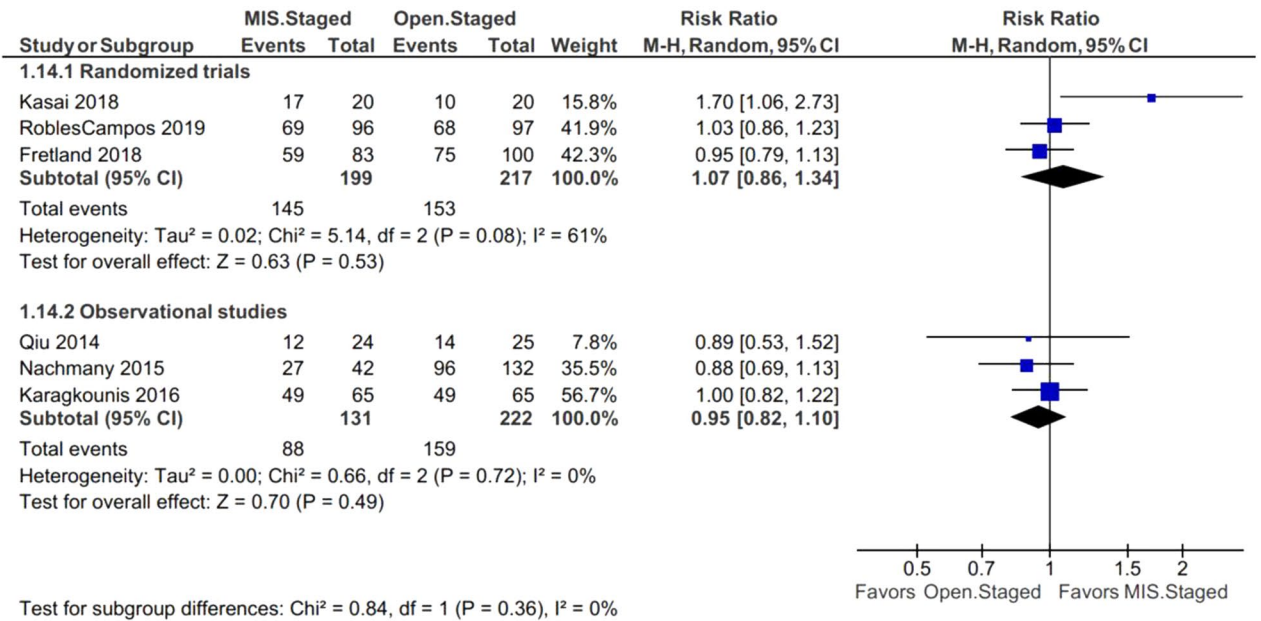 MIS.Staged Open.Staged Risk Ratio Risk Ratio
Study or Subgroup Events Total Events Total Weight M-H, Random, 95% CI M-H, Random, 95% CI
1.14.1 Randomized trials
Kasai 2018 17 20 10 20 15.8% 1.70 [1.06, 2.73]
RoblesCampos 2019 69 96 68 97 41.9% 1.03 [0.86, 1.23]
Fretland 2018 59 83 75 100 42.3% 0.95 [0.79, 1.13]
Subtotal (95% CI) 199 217 100.0% 1.07 [0.86, 1.34]
Total events 145 153
Heterogeneity: Tau² = 0.02; Chi² = 5.14, df = 2 (P = 0.08); I² = 61%
Test for overall effect: Z = 0.63 (P = 0.53)
1.14.2 Observational studies
Qiu 2014 12 24 14 25 7.8% 0.89 [0.53, 1.52]
Nachmany 2015 27 42 96 132 35.5% 0.88 [0.69, 1.13]
Karagkounis 2016 49 65 49 65 56.7% 1.00 [0.82, 1.22]
Subtotal (95% CI) 131 222 100.0% 0.95 [0.82, 1.10]
Total events 88 159
Heterogeneity: Tau² = 0.00; Chi² = 0.66, df = 2 (P = 0.72); I² = 0%
Test for overall effect: Z = 0.70 (P = 0.49)
0.5 0.7 1 1.5 2
Favors Open.Staged Favors MIS.Staged
Test for subgroup differences: Chi² = 0.84, df = 1 (P = 0.36), I² = 0%